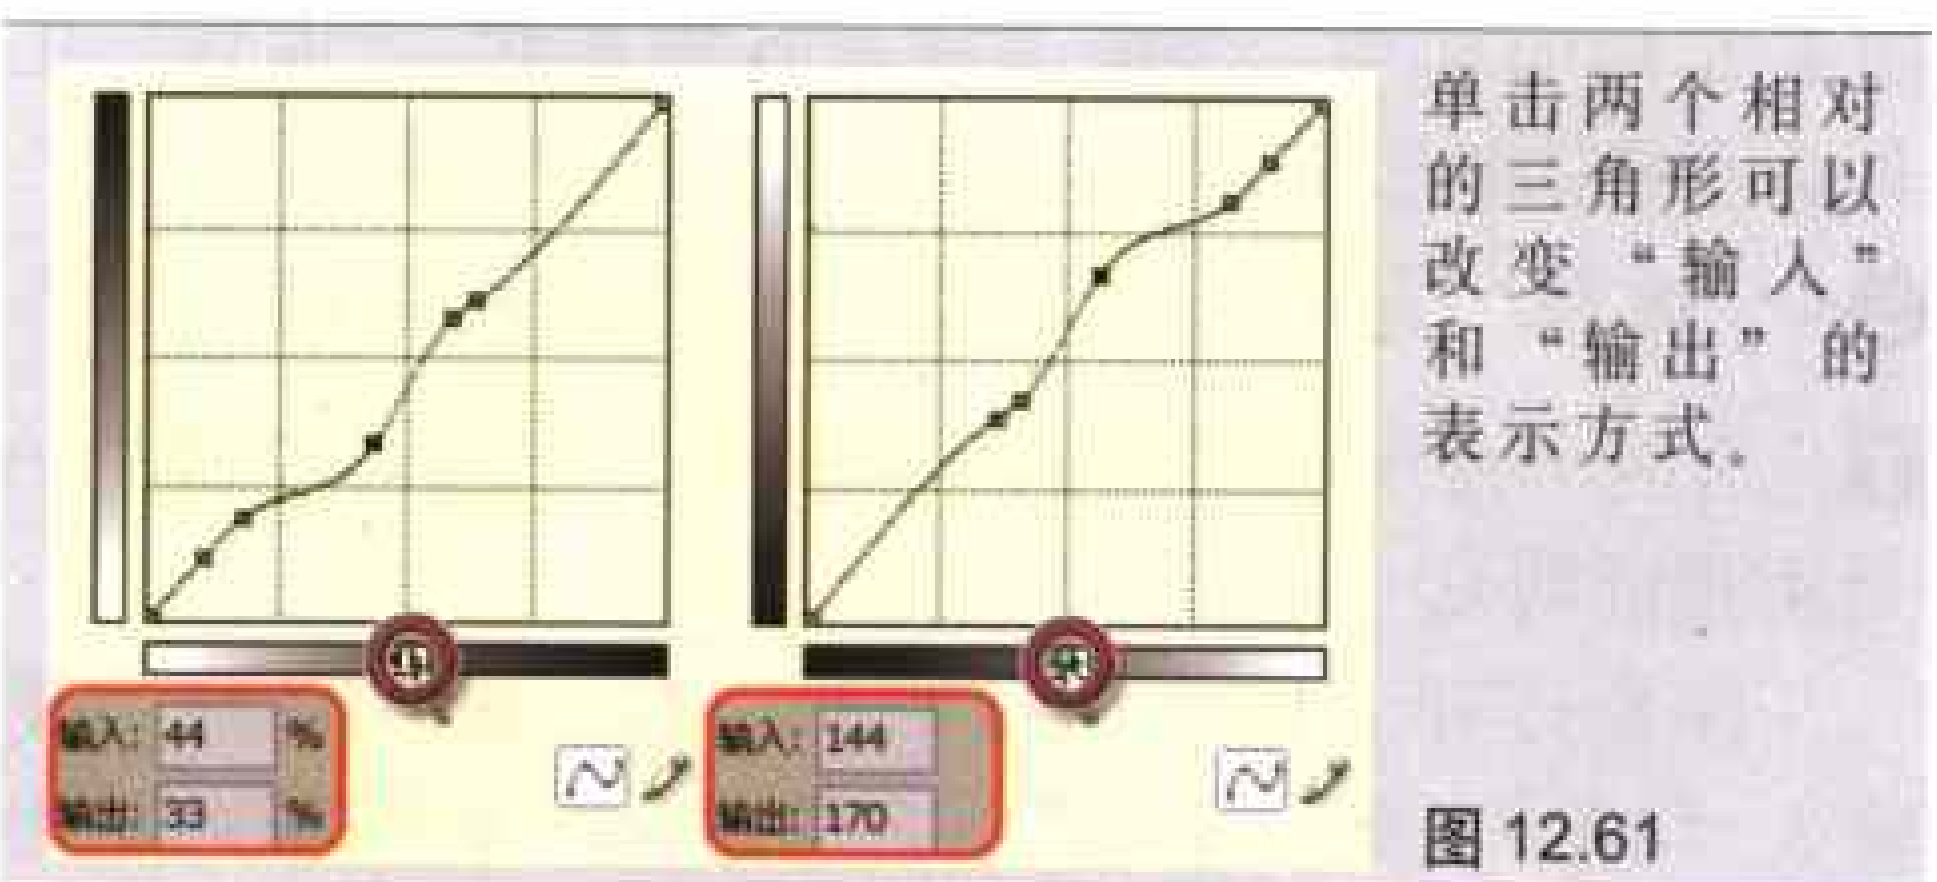 单击两个相对
的三角形可以
改变“输入”
和“输出”的
表示方式。
输入: 44 %
输出: 33 %
输入: 144
输出: 170
图 12.61